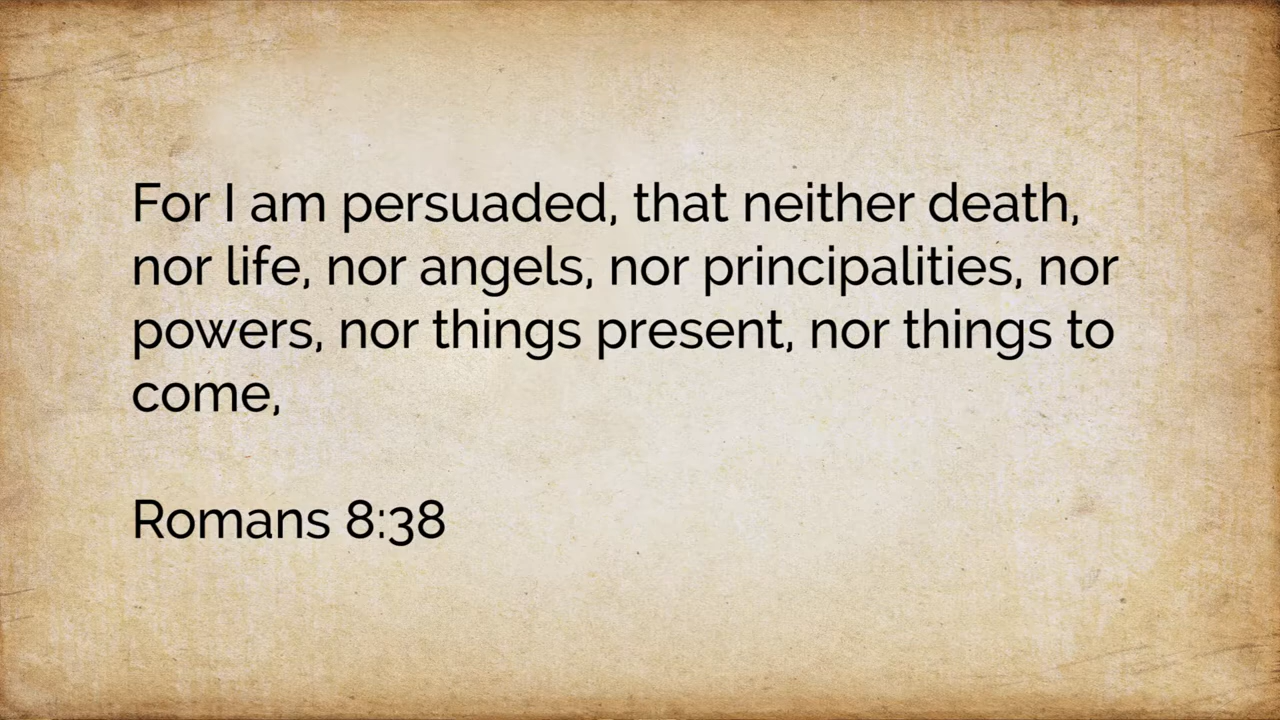 For I am persuaded, that neither death,
nor life, nor angels, nor principalities, nor
powers, nor things present, nor things to
come,
Romans 8:38